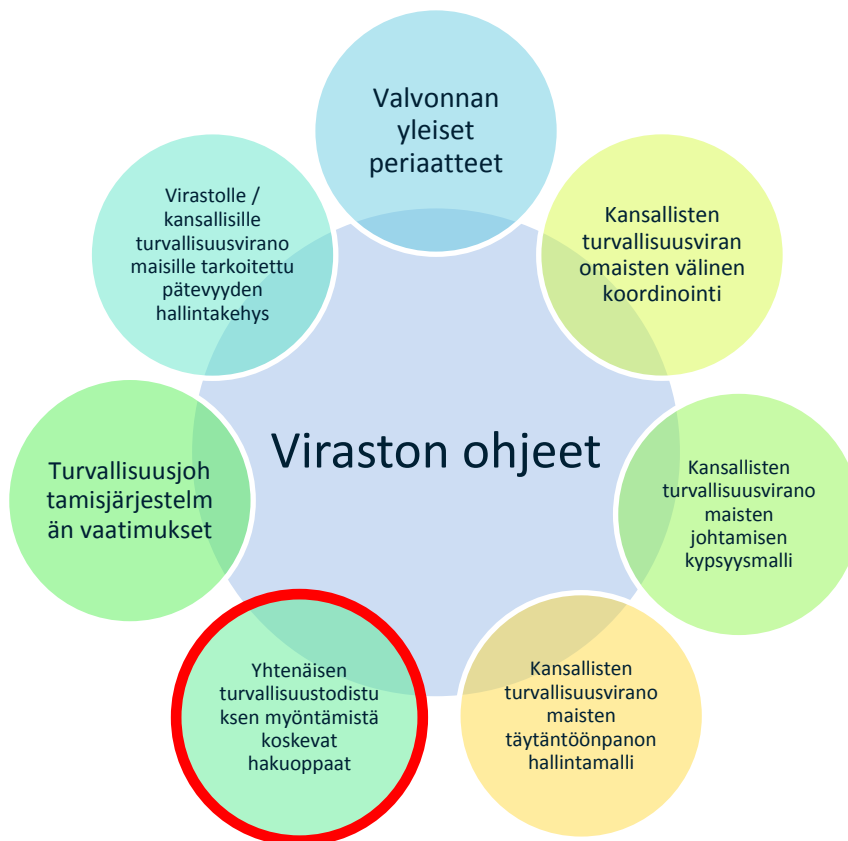 Valvonnan
yleiset
periaatteet
Virastolle /
kansallisille
turvallisuusvirano
maisille tarkoitettu
pätevyyden
hallintakehys
Kansallisten
turvallisuusviran
omaisten välinen
koordinointi
Viraston ohjeet
Turvallisuusjoh
tamisjärjestelm
än vaatimukset
Kansallisten
turvallisuusvirano
maisten
johtamisen
kypsyysmalli
Yhtenäisen
turvallisuustodistu
ksen myöntämistä
koskevat
hakuoppaat
Kansallisten
turvallisuusvirano
maisten
täytäntöönpanon
hallintamalli